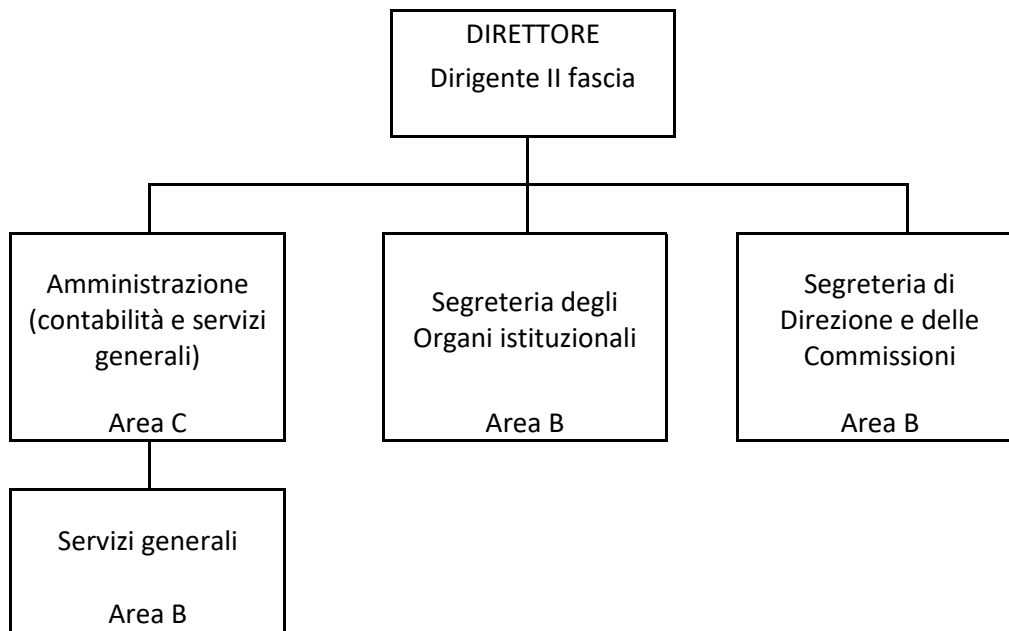 DIRETTORE
Dirigente II fascia
Amministrazione
(contabilità e servizi
generali)
Area C
Segreteria degli
Organi istituzionali
Area B
Segreteria di
Direzione e delle
Commissioni
Area B
Servizi generali
Area B